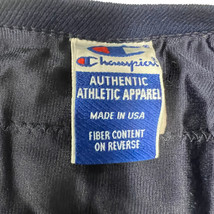 Champion
AUTHENTIC
ATHLETIC APPAREL
MADE IN USA
FIBER CONTENT
ON REVERSE